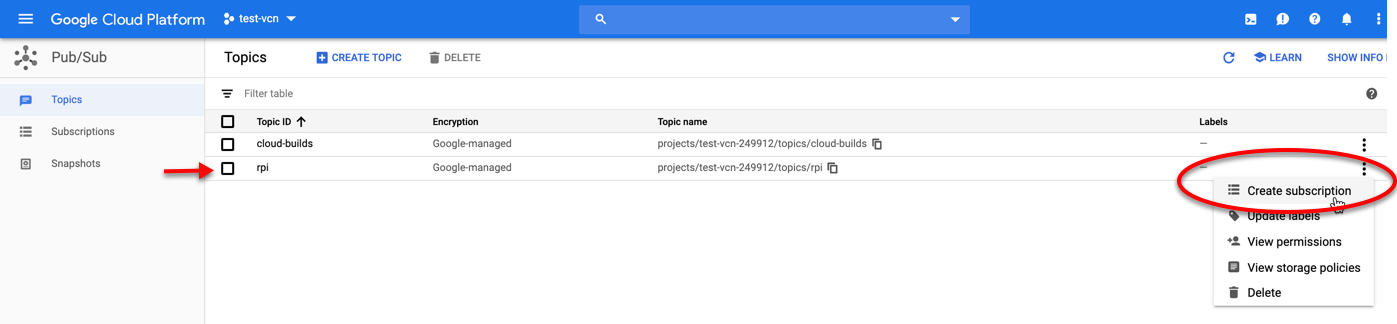 Google Cloud Platform test-vcn
Pub/Sub Topics CREATE TOPIC DELETE LEARN SHOW INFO
Topics
Subscriptions
Snapshots
Filter table
Topic ID Encryption Topic name Labels
cloud-builds Google-managed projects/test-vcn-249912/topics/cloud-builds –
rpi Google-managed projects/test-vcn-249912/topics/rpi –
Create subscription
Update labels
View permissions
View storage policies
Delete